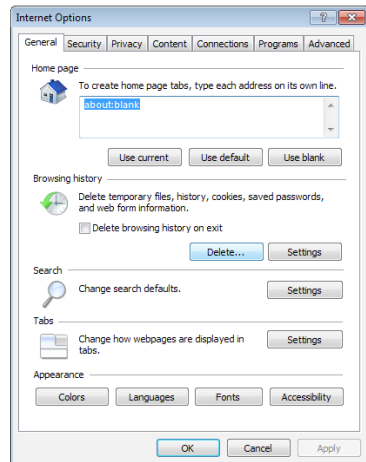 Internet Options
General Security Privacy Content Connections Programs Advanced
Home page
To create home page tabs, type each address on its own line.
about:blank
Use current Use default Use blank
Browsing history
Delete temporary files, history, cookies, saved passwords,
and web form information.
Delete browsing history on exit
Delete... Settings
Search
Change search defaults. Settings
Tabs
Change how webpages are displayed in Settings
tabs.
Appearance
Colors Languages Fonts Accessibility
OK Cancel Apply